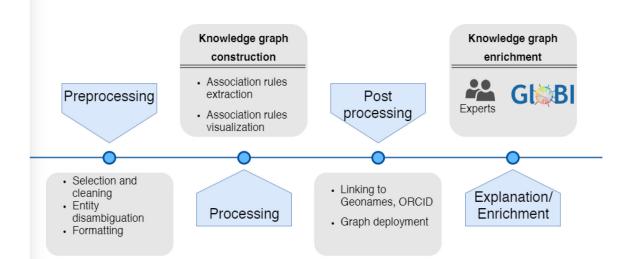 Knowledge graph
construction
• Association rules
extraction
• Association rules
visualization
Knowledge graph
enrichment
Experts
GLOBI
Preprocessing
Post
processing
• Selection and
cleaning
• Entity
disambiguation
• Formatting
Processing
• Linking to
Geonames, ORCID
• Graph deployment
Explanation/
Enrichment